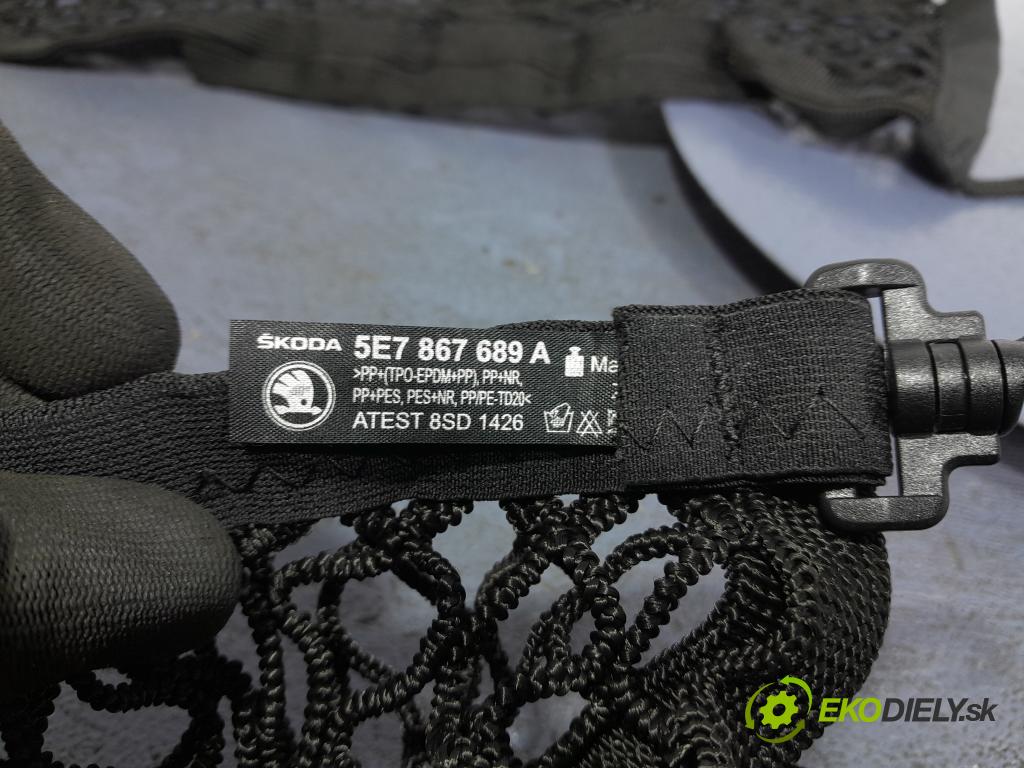 ŠKODA 5E7 867 689 A Ma
>PP+(TPO-EPDM+PP), PP+NR,
PP+PES, PES+NR, PP/PE-TD20<
ATEST 8SD 1426
EKODIELY.sk